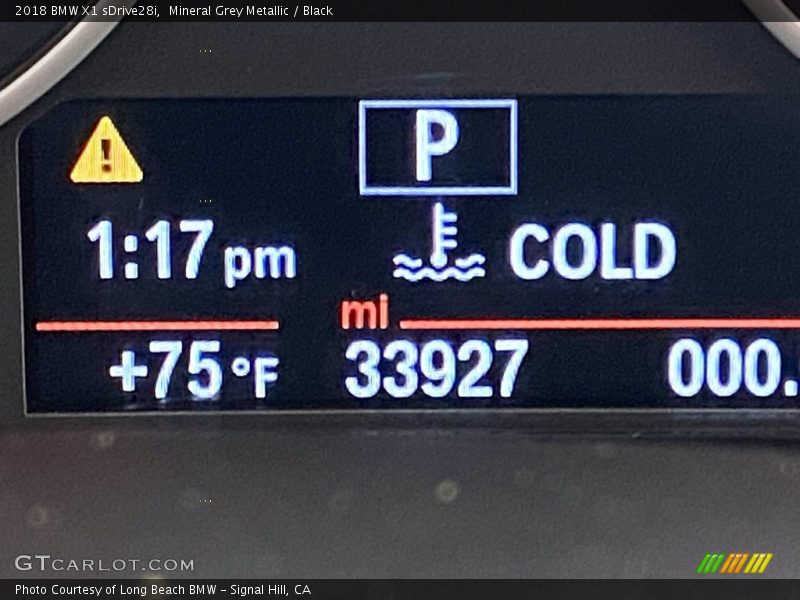 2018 BMW X1 sDrive28i, Mineral Grey Metallic / Black
P
1:17 pm COLD
mi
+75 °F 33927 000.
GTCARLOT.COM
Photo Courtesy of Long Beach BMW - Signal Hill, CA